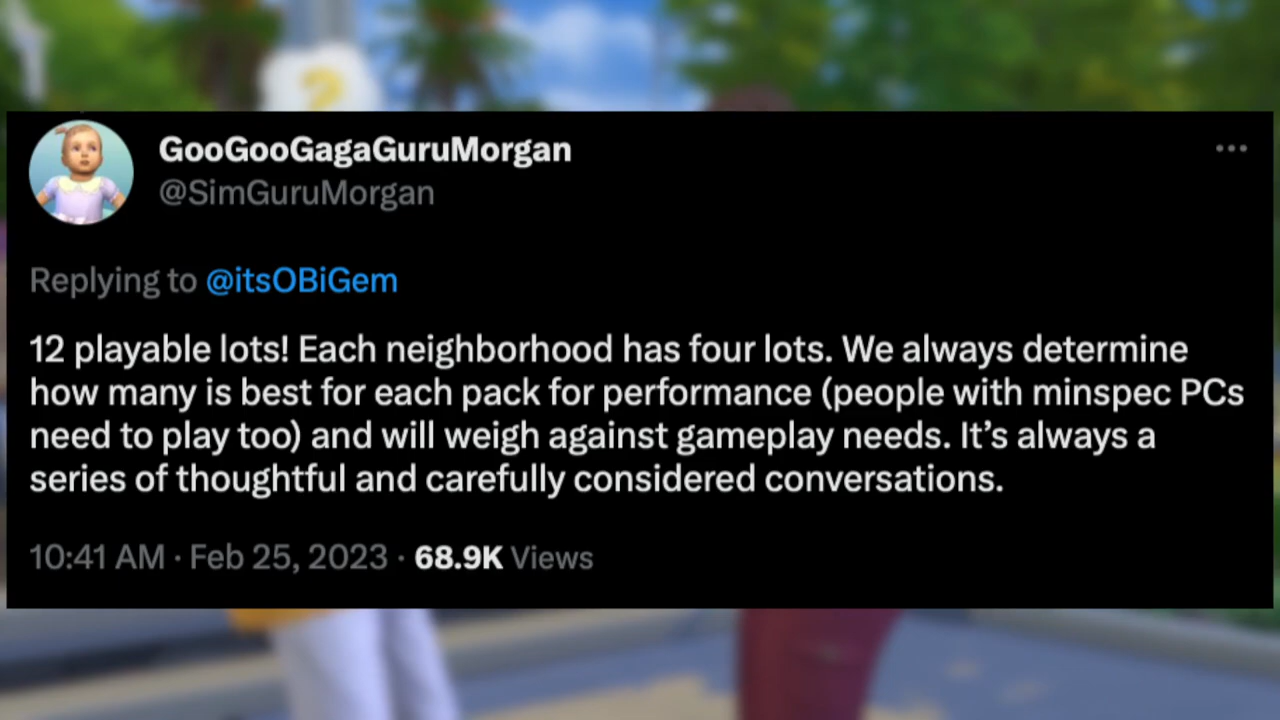 ?
GooGooGagaGuruMorgan
@SimGuruMorgan
Replying to @itsOBiGem
12 playable lots! Each neighborhood has four lots. We always determine
how many is best for each pack for performance (people with minspec PCs
need to play too) and will weigh against gameplay needs. It’s always a
series of thoughtful and carefully considered conversations.
10:41 AM · Feb 25, 2023 · 68.9K Views